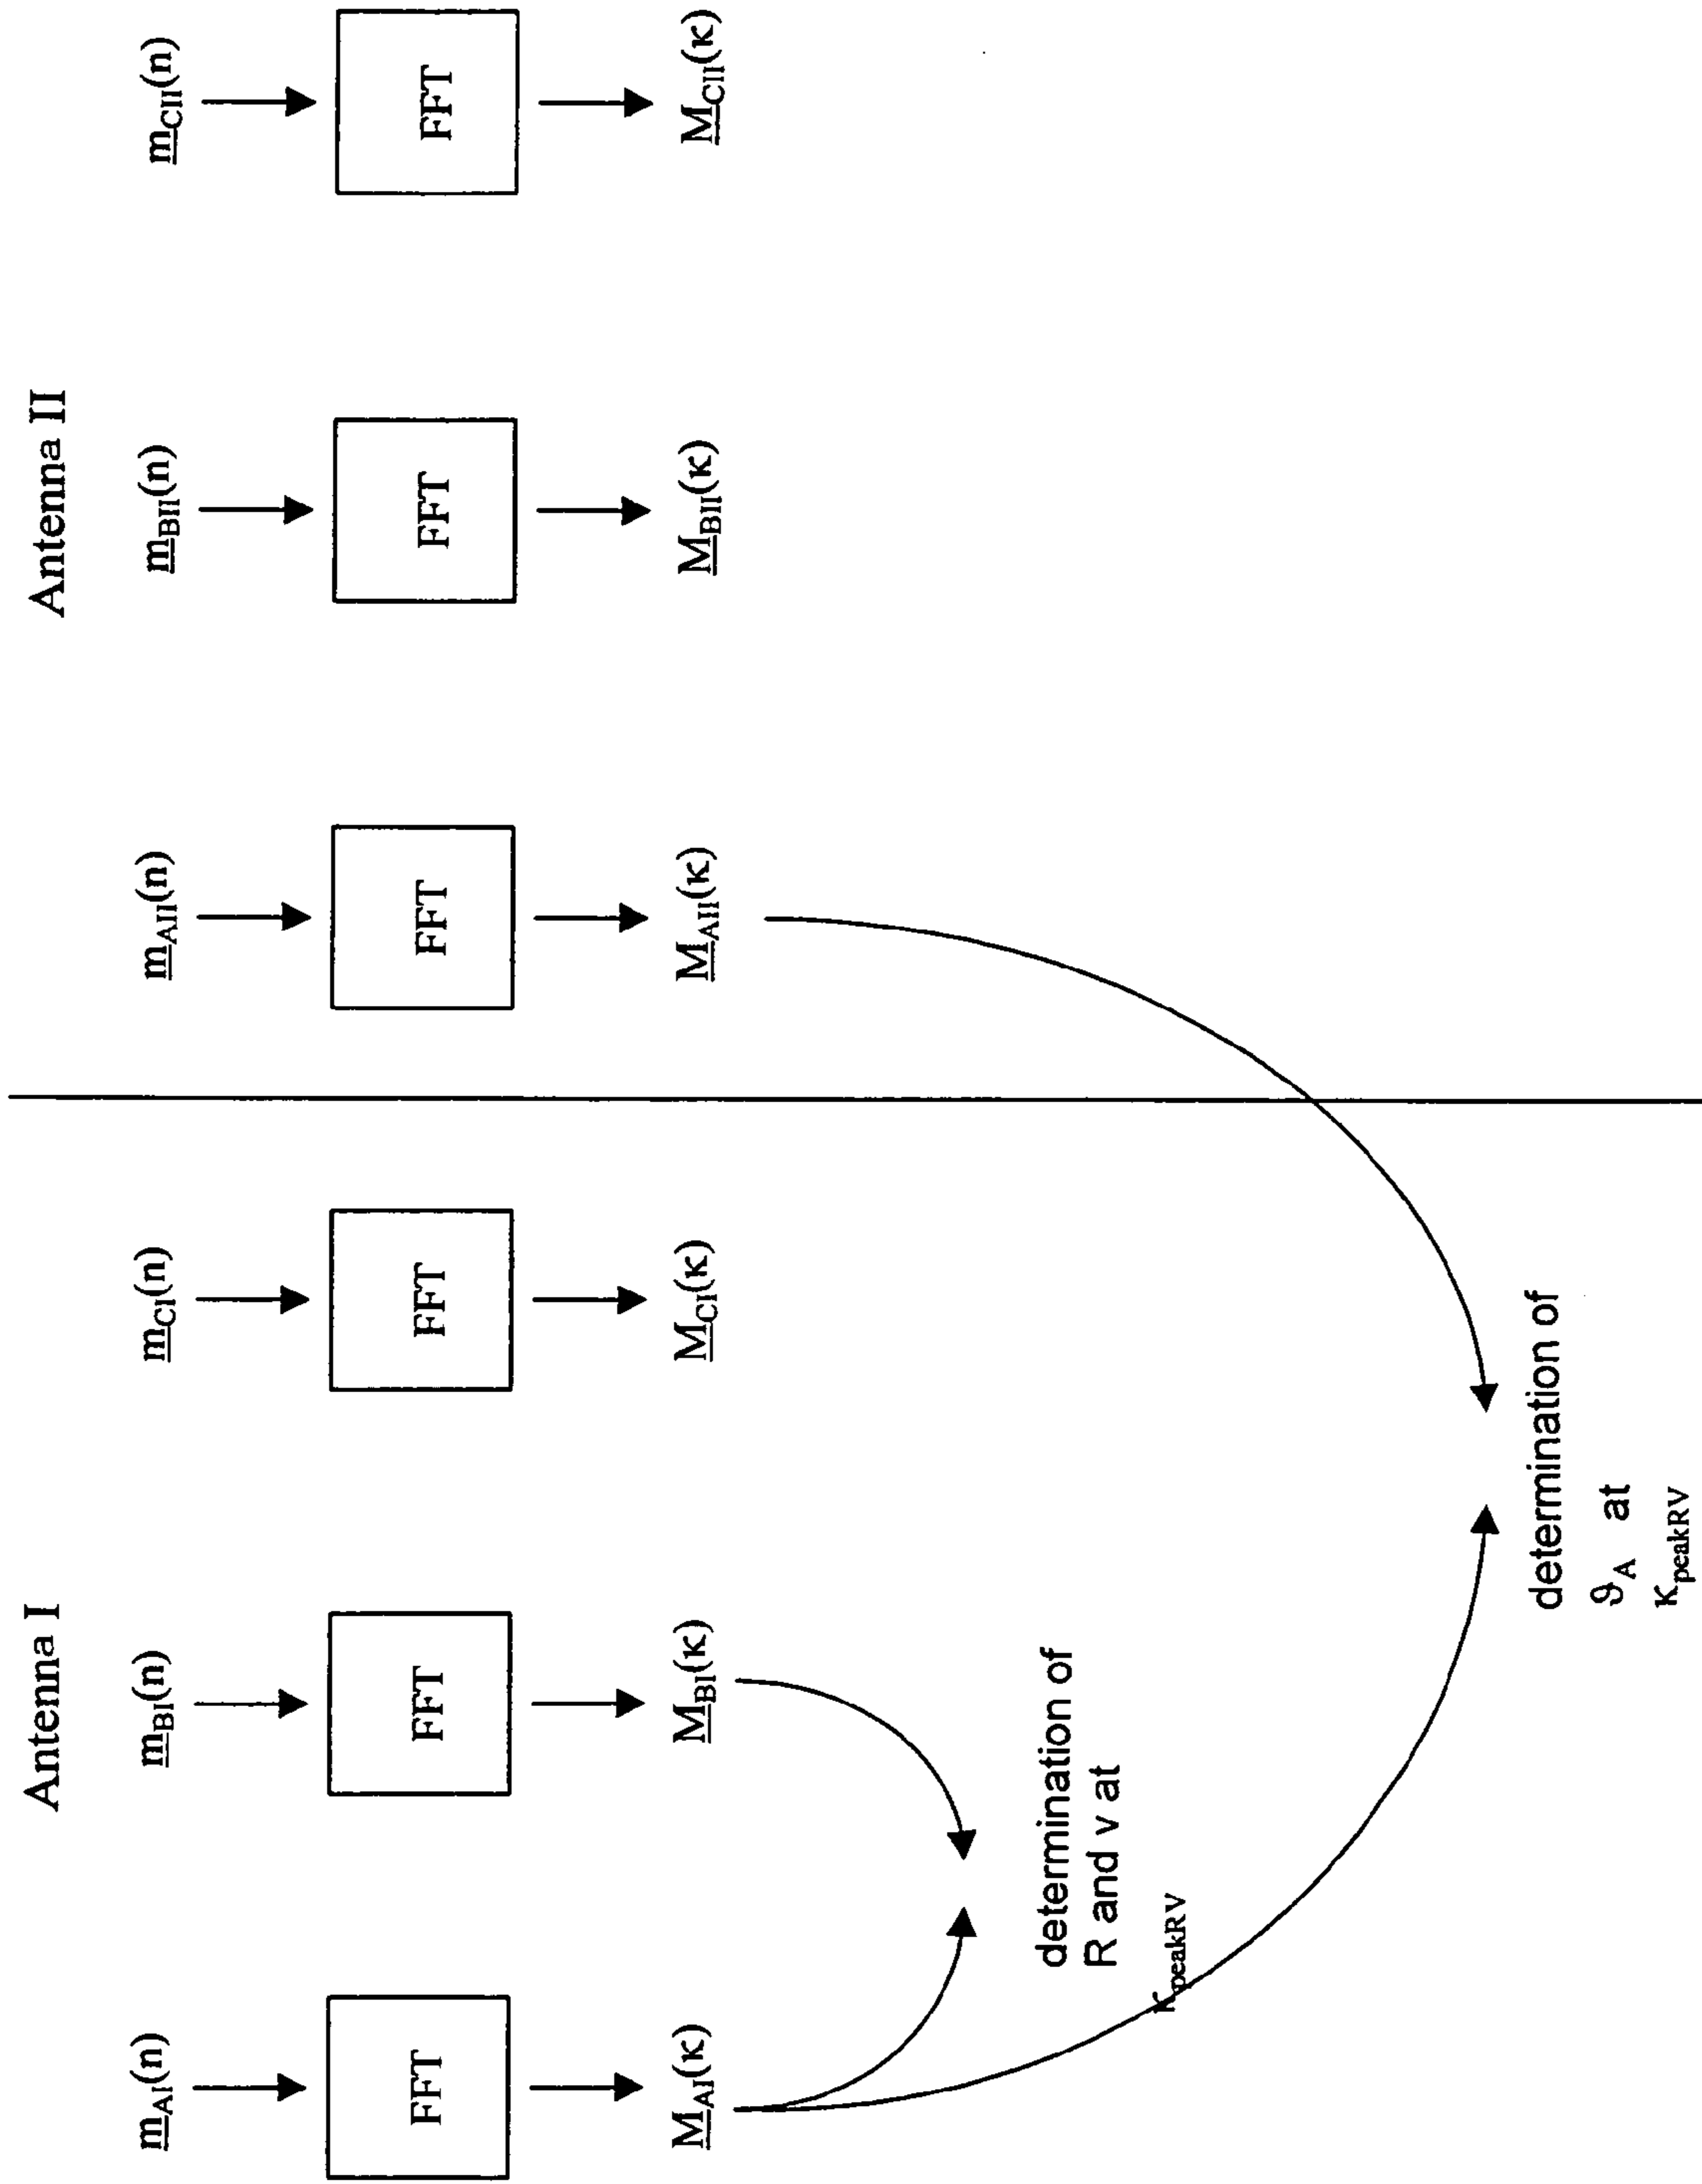 Antenna I
Antenna II
m_AI(n)
m_BI(n)
m_CI(n)
m_AII(n)
m_BII(n)
m_CII(n)
FFT
FFT
FFT
FFT
FFT
FFT
M_AI(κ)
M_BI(κ)
M_CI(κ)
M_AII(κ)
M_BII(κ)
M_CII(κ)
determination of
R and v at
κ_peakRV
determination of
ϑ_A at
κ_peakRV